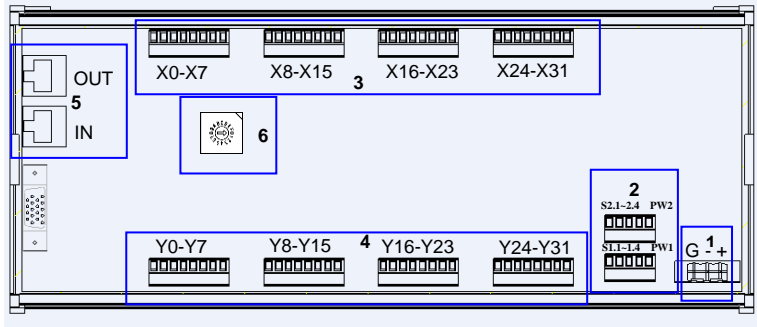 X0-X7 X8-X15 X16-X23 X24-X31
3
OUT
5
IN
6
2
S2.1~2.4 PW2
S1.1~1.4 PW1
1
G - +
Y0-Y7 Y8-Y15 4 Y16-Y23 Y24-Y31